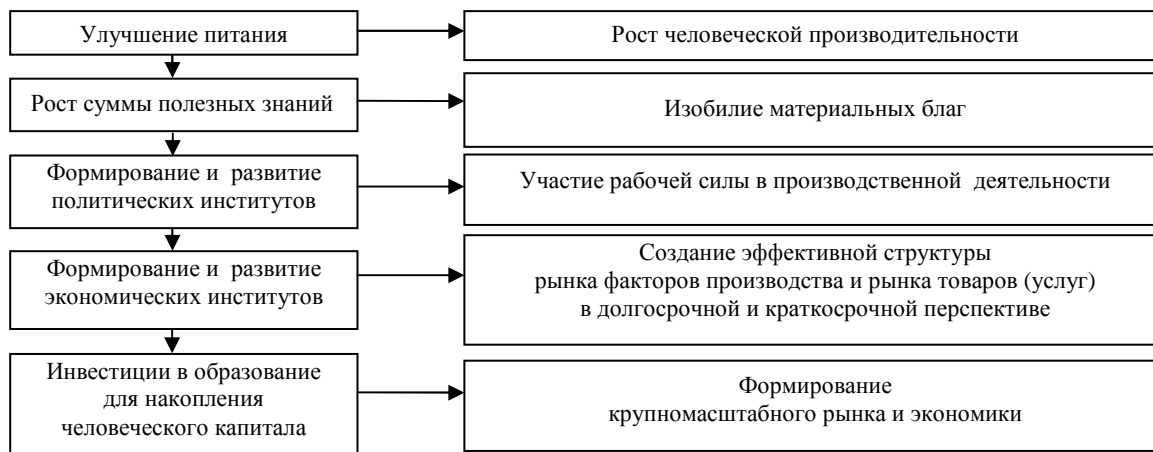 Улучшение питания
Рост человеческой производительности
Рост суммы полезных знаний
Изобилие материальных благ
Формирование и развитие
политических институтов
Участие рабочей силы в производственной деятельности
Формирование и развитие
экономических институтов
Создание эффективной структуры
рынка факторов производства и рынка товаров (услуг)
в долгосрочной и краткосрочной перспективе
Инвестиции в образование
для накопления
человеческого капитала
Формирование
крупномасштабного рынка и экономики